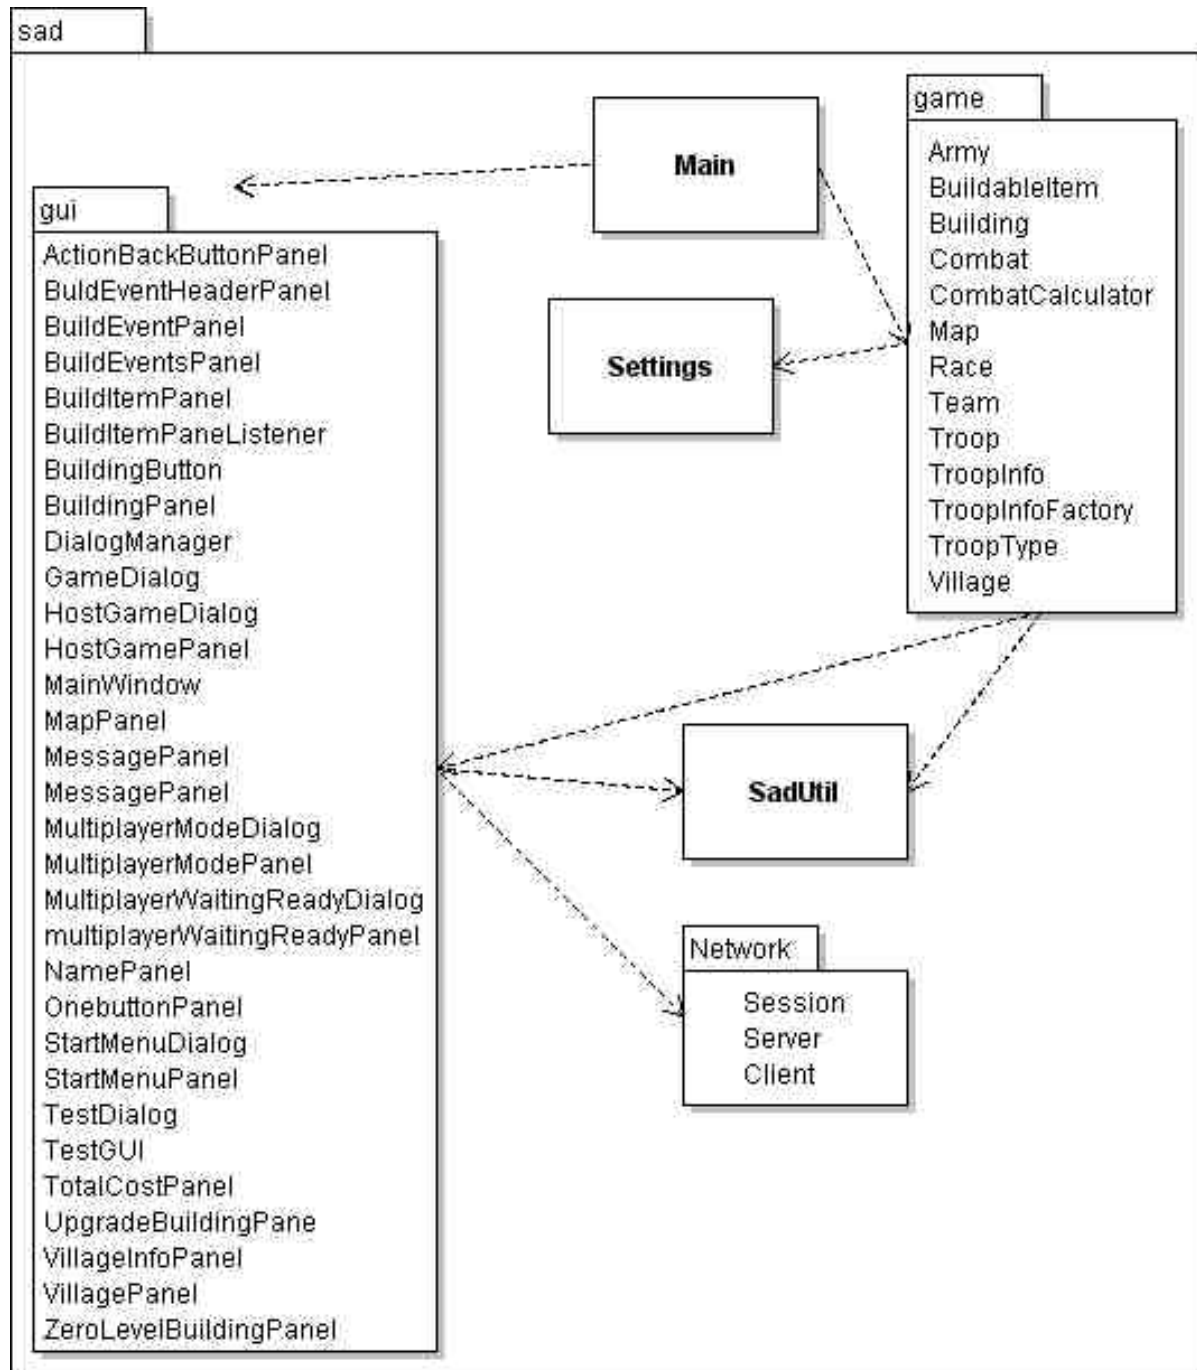 sad
Main
game
Army
BuildableItem
Building
Combat
CombatCalculator
Map
Race
Team
Troop
TroopInfo
TroopInfoFactory
TroopType
Village
gui
ActionBackButtonPanel
BuldEventHeaderPanel
BuildEventPanel
BuildEventsPanel
BuildItemPanel
BuildItemPaneListener
BuildingButton
BuildingPanel
DialogManager
GameDialog
HostGameDialog
HostGamePanel
MainWindow
MapPanel
MessagePanel
MessagePanel
MultiplayerModeDialog
MultiplayerModePanel
MultiplayerWaitingReadyDialog
multiplayerWaitingReadyPanel
NamePanel
OnebuttonPanel
StartMenuDialog
StartMenuPanel
TestDialog
TestGUI
TotalCostPanel
UpgradeBuildingPane
VillageInfoPanel
VillagePanel
ZeroLevelBuildingPanel
Settings
SadUtil
Network
Session
Server
Client